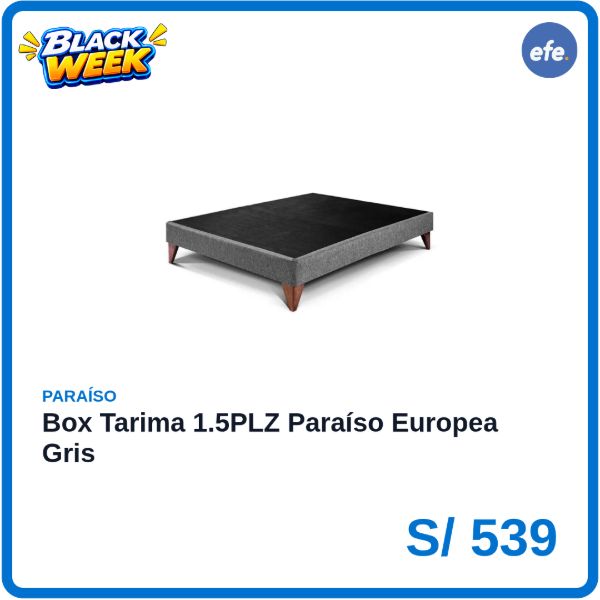 BLACK
WEEK
efe.
PARAÍSO
Box Tarima 1.5PLZ Paraíso Europea
Gris
S/ 539